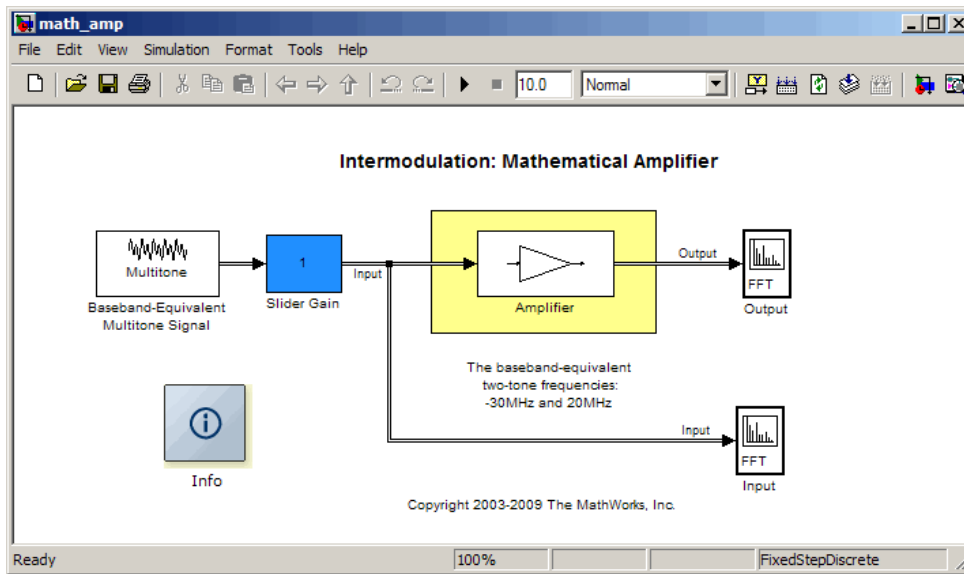 math_amp
File Edit View Simulation Format Tools Help
10.0 Normal
Intermodulation: Mathematical Amplifier
Multitone
Baseband-Equivalent
Multitone Signal
1
Slider Gain
Input
Amplifier
Output
FFT
Output
The baseband-equivalent
two-tone frequencies:
-30MHz and 20MHz
Info
Input
FFT
Input
Copyright 2003-2009 The MathWorks, Inc.
Ready 100% FixedStepDiscrete